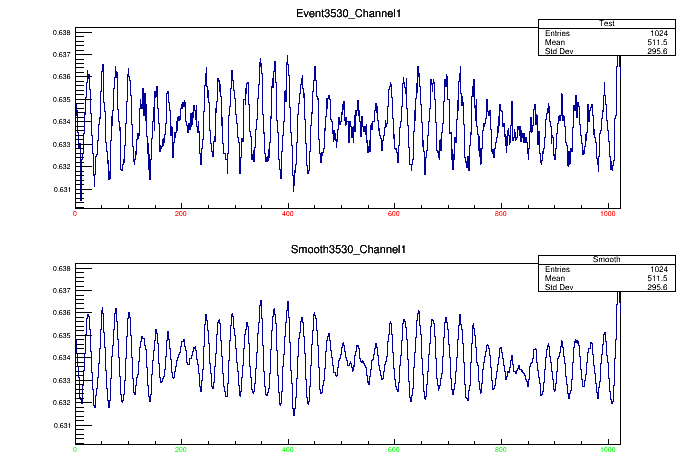 Event3530_Channel1
Test
Entries 1024
Mean 511.5
Std Dev 295.6
0.638
0.637
0.636
0.635
0.634
0.633
0.632
0.631
0 200 400 600 800 1000
Smooth3530_Channel1
Smooth
Entries 1024
Mean 511.5
Std Dev 295.6
0.638
0.637
0.636
0.635
0.634
0.633
0.632
0.631
0 200 400 600 800 1000